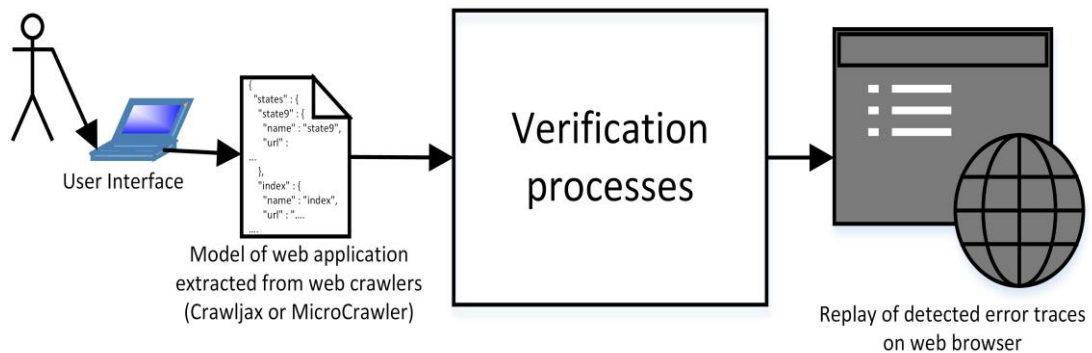 User Interface
{
"states" : {
"state9" : {
"name" : "state9",
"url" :
....
},
"index" : {
"name" : "index",
"url" : "....
....
Model of web application
extracted from web crawlers
(Crawljax or MicroCrawler)
Verification
processes
Replay of detected error traces
on web browser